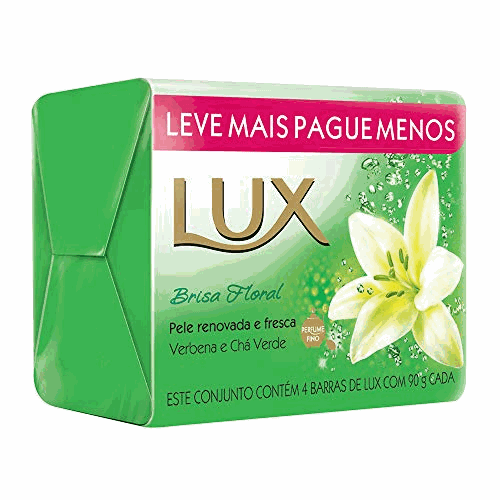 LEVE MAIS PAGUE MENOS
LUX
Brisa Floral
Pele renovada e fresca
Verbena e Chá Verde
PERFUME
FINO
ESTE CONJUNTO CONTÉM 4 BARRAS DE LUX COM 90 g CADA